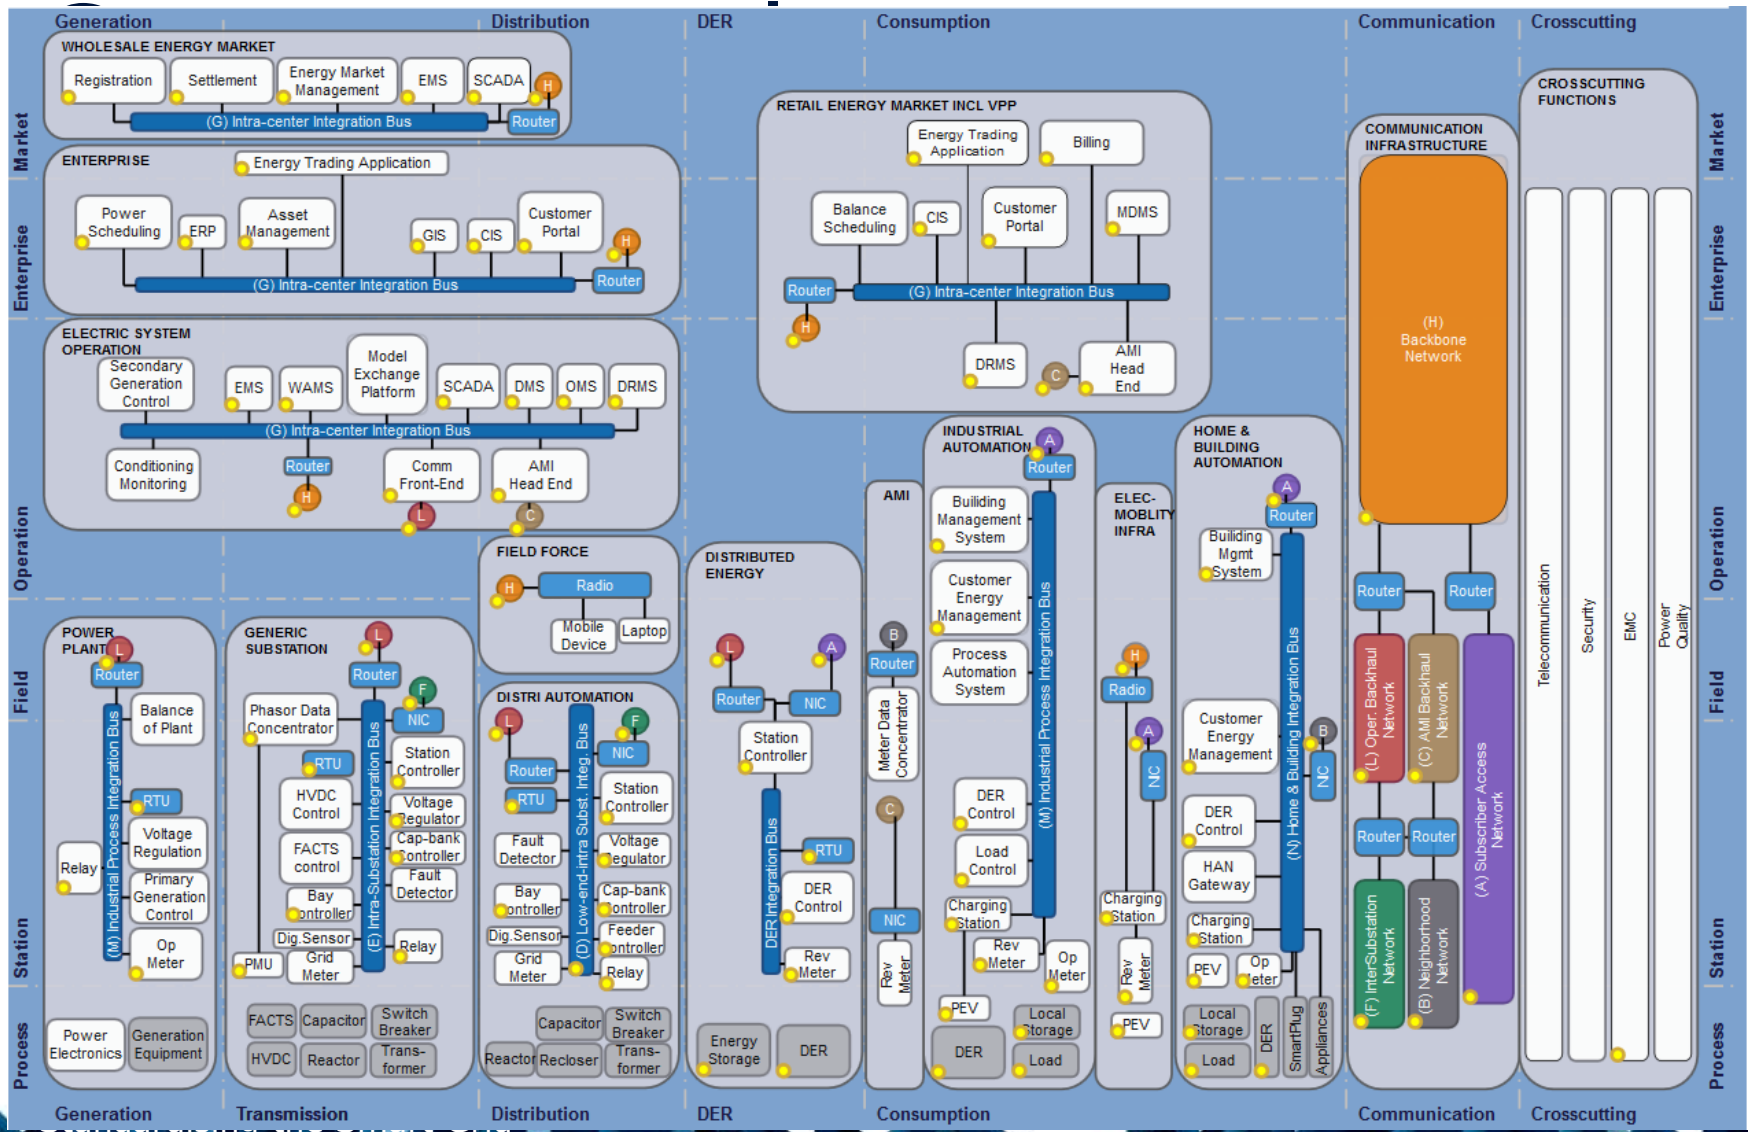 Generation
Distribution
DER
Consumption
Communication
Crosscutting
Market
Enterprise
Operation
Field
Station
Process
WHOLESALE ENERGY MARKET
Registration
Settlement
Energy Market
Management
EMS
SCADA
H
(G) Intra-center Integration Bus
Router
ENTERPRISE
Energy Trading Application
Power
Scheduling
ERP
Asset
Management
GIS
CIS
Customer
Portal
H
(G) Intra-center Integration Bus
Router
ELECTRIC SYSTEM
OPERATION
Secondary
Generation
Control
EMS
WAMS
Model
Exchange
Platform
SCADA
DMS
OMS
DRMS
(G) Intra-center Integration Bus
Conditioning
Monitoring
Router
H
Comm
Front-End
L
AMI
Head End
C
RETAIL ENERGY MARKET INCL VPP
Energy Trading
Application
Billing
Balance
Scheduling
CIS
Customer
Portal
MDMS
Router
(G) Intra-center Integration Bus
H
DRMS
C
AMI
Head
End
FIELD FORCE
H
Radio
Mobile
Device
Laptop
POWER
PLANT
L
Router
(M) Industrial Process Integration Bus
Balance
of Plant
RTU
Voltage
Regulation
Relay
Primary
Generation
Control
Op
Meter
Power
Electronics
Generation
Equipment
GENERIC
SUBSTATION
L
Router
F
NIC
Phasor Data
Concentrator
(E) Intra-Substation Integration Bus
RTU
Station
Controller
HVDC
Control
Voltage
Regulator
FACTS
control
Cap-bank
Controller
Fault
Detector
Bay
Controller
Dig.Sensor
Relay
PMU
Grid
Meter
FACTS
Capacitor
Switch
Breaker
HVDC
Reactor
Trans-
former
DISTRI AUTOMATION
L
F
NIC
Router
(D) Low-end-intra Subst. Integ. Bus
RTU
Station
Controller
Fault
Detector
Voltage
Regulator
Bay
Controller
Cap-bank
Controller
Dig.Sensor
Feeder
Controller
Grid
Meter
Relay
Capacitor
Switch
Breaker
Reactor
Recloser
Trans-
former
DISTRIBUTED
ENERGY
L
A
Router
NIC
Station
Controller
DER Integration Bus
RTU
DER
Control
Rev
Meter
Energy
Storage
DER
AMI
B
Router
Meter Data
Concentrator
C
NIC
Rev
Meter
INDUSTRIAL
AUTOMATION
A
Router
Building
Management
System
Customer
Energy
Management
Process
Automation
System
(M) Industrial Process Integration Bus
DER
Control
Load
Control
Charging
Station
Rev
Meter
Op
Meter
PEV
DER
Local
Storage
Load
ELEC-
MOBLITY
INFRA
H
Radio
A
NIC
Charging
Station
Rev
Meter
PEV
HOME &
BUILDING
AUTOMATION
A
Router
Builiding
Mgmt
System
(N) Home & Building Integration Bus
Customer
Energy
Management
B
NIC
DER
Control
HAN
Gateway
Charging
Station
PEV
Op
Meter
Local
Storage
Load
DER
SmartPlug
Appliances
COMMUNICATION
INFRASTRUCTURE
(H)
Backbone
Network
Router
Router
(L) Oper. Backhaul
Network
(C) AMI Backhaul
Network
(A) Subscriber Access
Network
Router
Router
(F) InterSubstation
Network
(B) Neighborhood
Network
CROSSCUTTING
FUNCTIONS
Telecommunication
Security
EMC
Power
Quality
Market
Enterprise
Operation
Field
Station
Process
Generation
Transmission
Distribution
DER
Consumption
Communication
Crosscutting